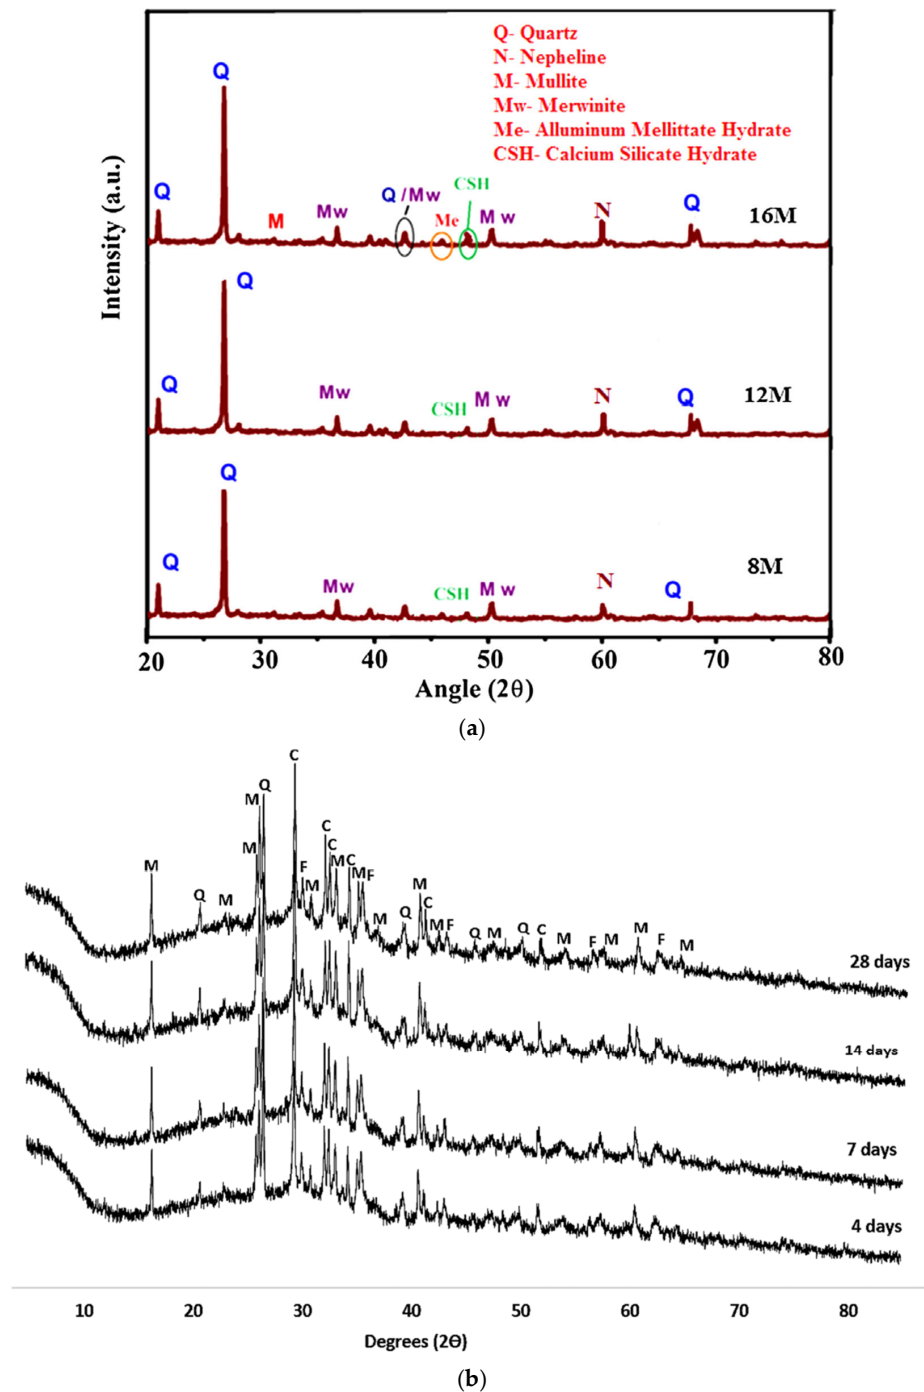 Q- Quartz
N- Nepheline
M- Mullite
Mw- Merwinite
Me- Alluminum Mellittate Hydrate
CSH- Calcium Silicate Hydrate
Intensity (a.u.)
Q
Q M Mw Q /Mw Me CSH M w N Q 16M
Q
Q Mw CSH M w N Q 12M
Q
Q Mw CSH M w N Q 8M
20 30 40 50 60 70 80
Angle (2θ)
(a)
C
M Q
M M C C C
M Q M F M M M F M Q M C M F Q M Q C M F M M F M
28 days
14 days
7 days
4 days
10 20 30 40 50 60 70 80
Degrees (2Θ)
(b)